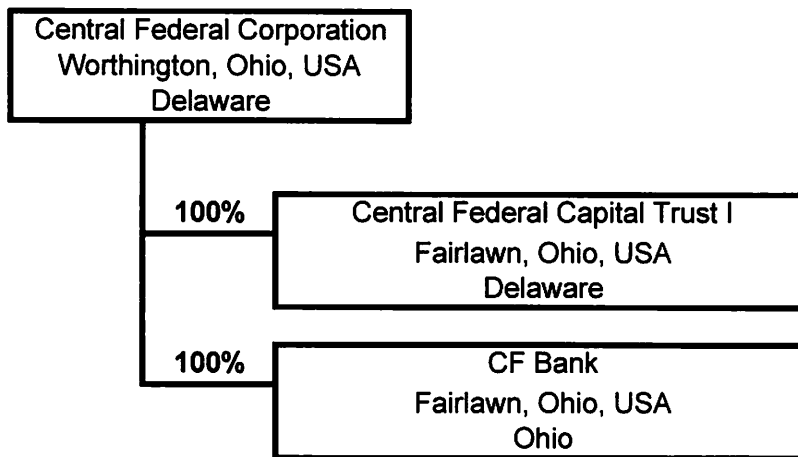 Central Federal Corporation
Worthington, Ohio, USA
Delaware
100%
Central Federal Capital Trust I
Fairlawn, Ohio, USA
Delaware
100%
CF Bank
Fairlawn, Ohio, USA
Ohio